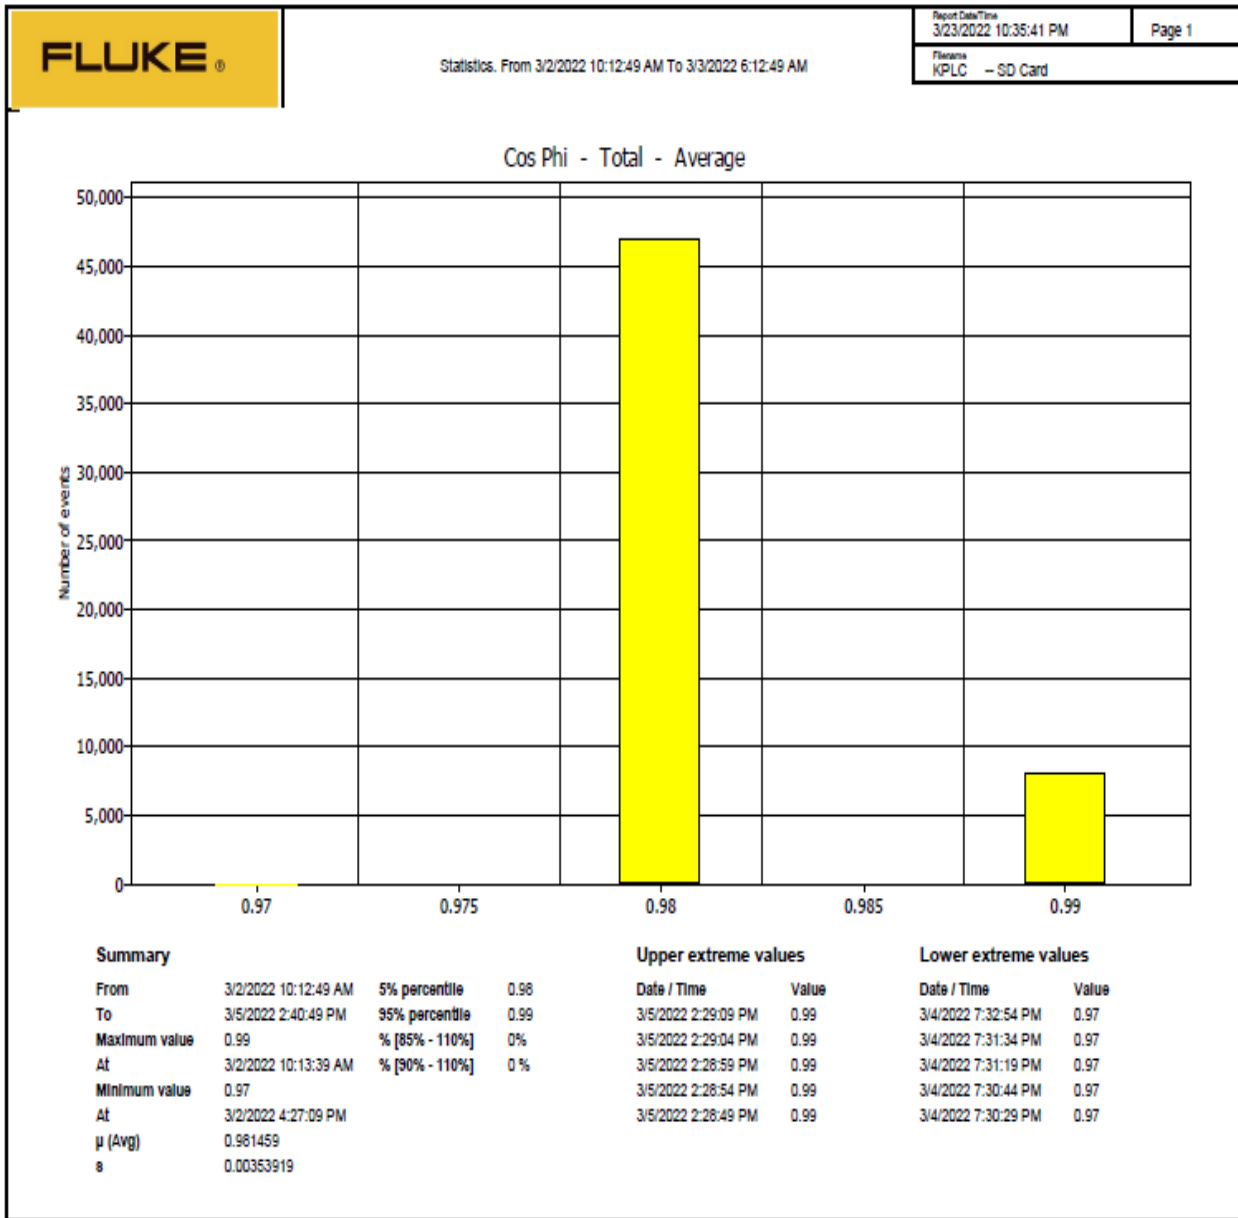 FLUKE ®
Statistics. From 3/2/2022 10:12:49 AM To 3/3/2022 6:12:49 AM
Report Date/Time
3/23/2022 10:35:41 PM
Page 1
Filename
KPLC – SD Card
Cos Phi - Total - Average
Number of events
50,000
45,000
40,000
35,000
30,000
25,000
20,000
15,000
10,000
5,000
0
0.97 0.975 0.98 0.985 0.99
Summary
From 3/2/2022 10:12:49 AM 5% percentile 0.98
To 3/5/2022 2:40:49 PM 95% percentile 0.99
Maximum value 0.99 % [85% - 110%] 0%
At 3/2/2022 10:13:39 AM % [90% - 110%] 0 %
Minimum value 0.97
At 3/2/2022 4:27:09 PM
µ (Avg) 0.981459
s 0.00353919
Upper extreme values
Date / Time Value
3/5/2022 2:29:09 PM 0.99
3/5/2022 2:29:04 PM 0.99
3/5/2022 2:28:59 PM 0.99
3/5/2022 2:28:54 PM 0.99
3/5/2022 2:28:49 PM 0.99
Lower extreme values
Date / Time Value
3/4/2022 7:32:54 PM 0.97
3/4/2022 7:31:34 PM 0.97
3/4/2022 7:31:19 PM 0.97
3/4/2022 7:30:44 PM 0.97
3/4/2022 7:30:29 PM 0.97